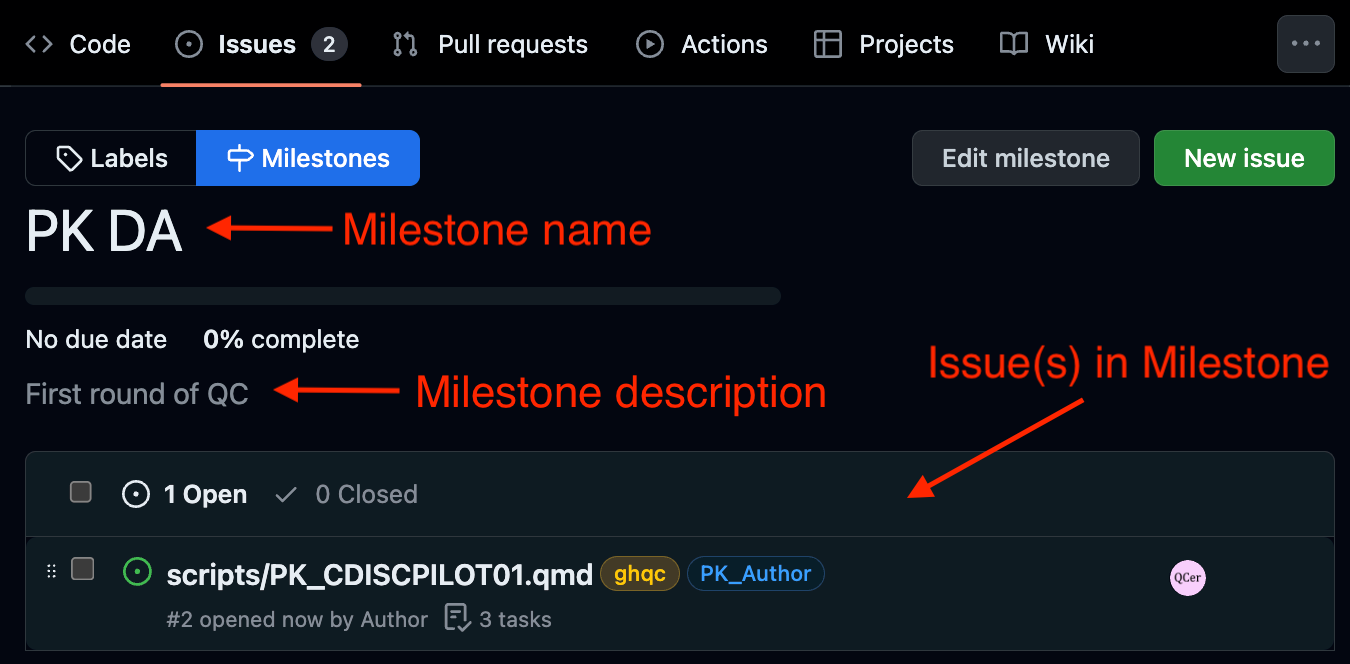 Code Issues 2 Pull requests Actions Projects Wiki
Labels Milestones Edit milestone New issue
PK DA Milestone name
No due date 0% complete
Issue(s) in Milestone
First round of QC Milestone description
1 Open 0 Closed
scripts/PK_CDISCPILOT01.qmd ghqc PK_Author QCer
#2 opened now by Author 3 tasks